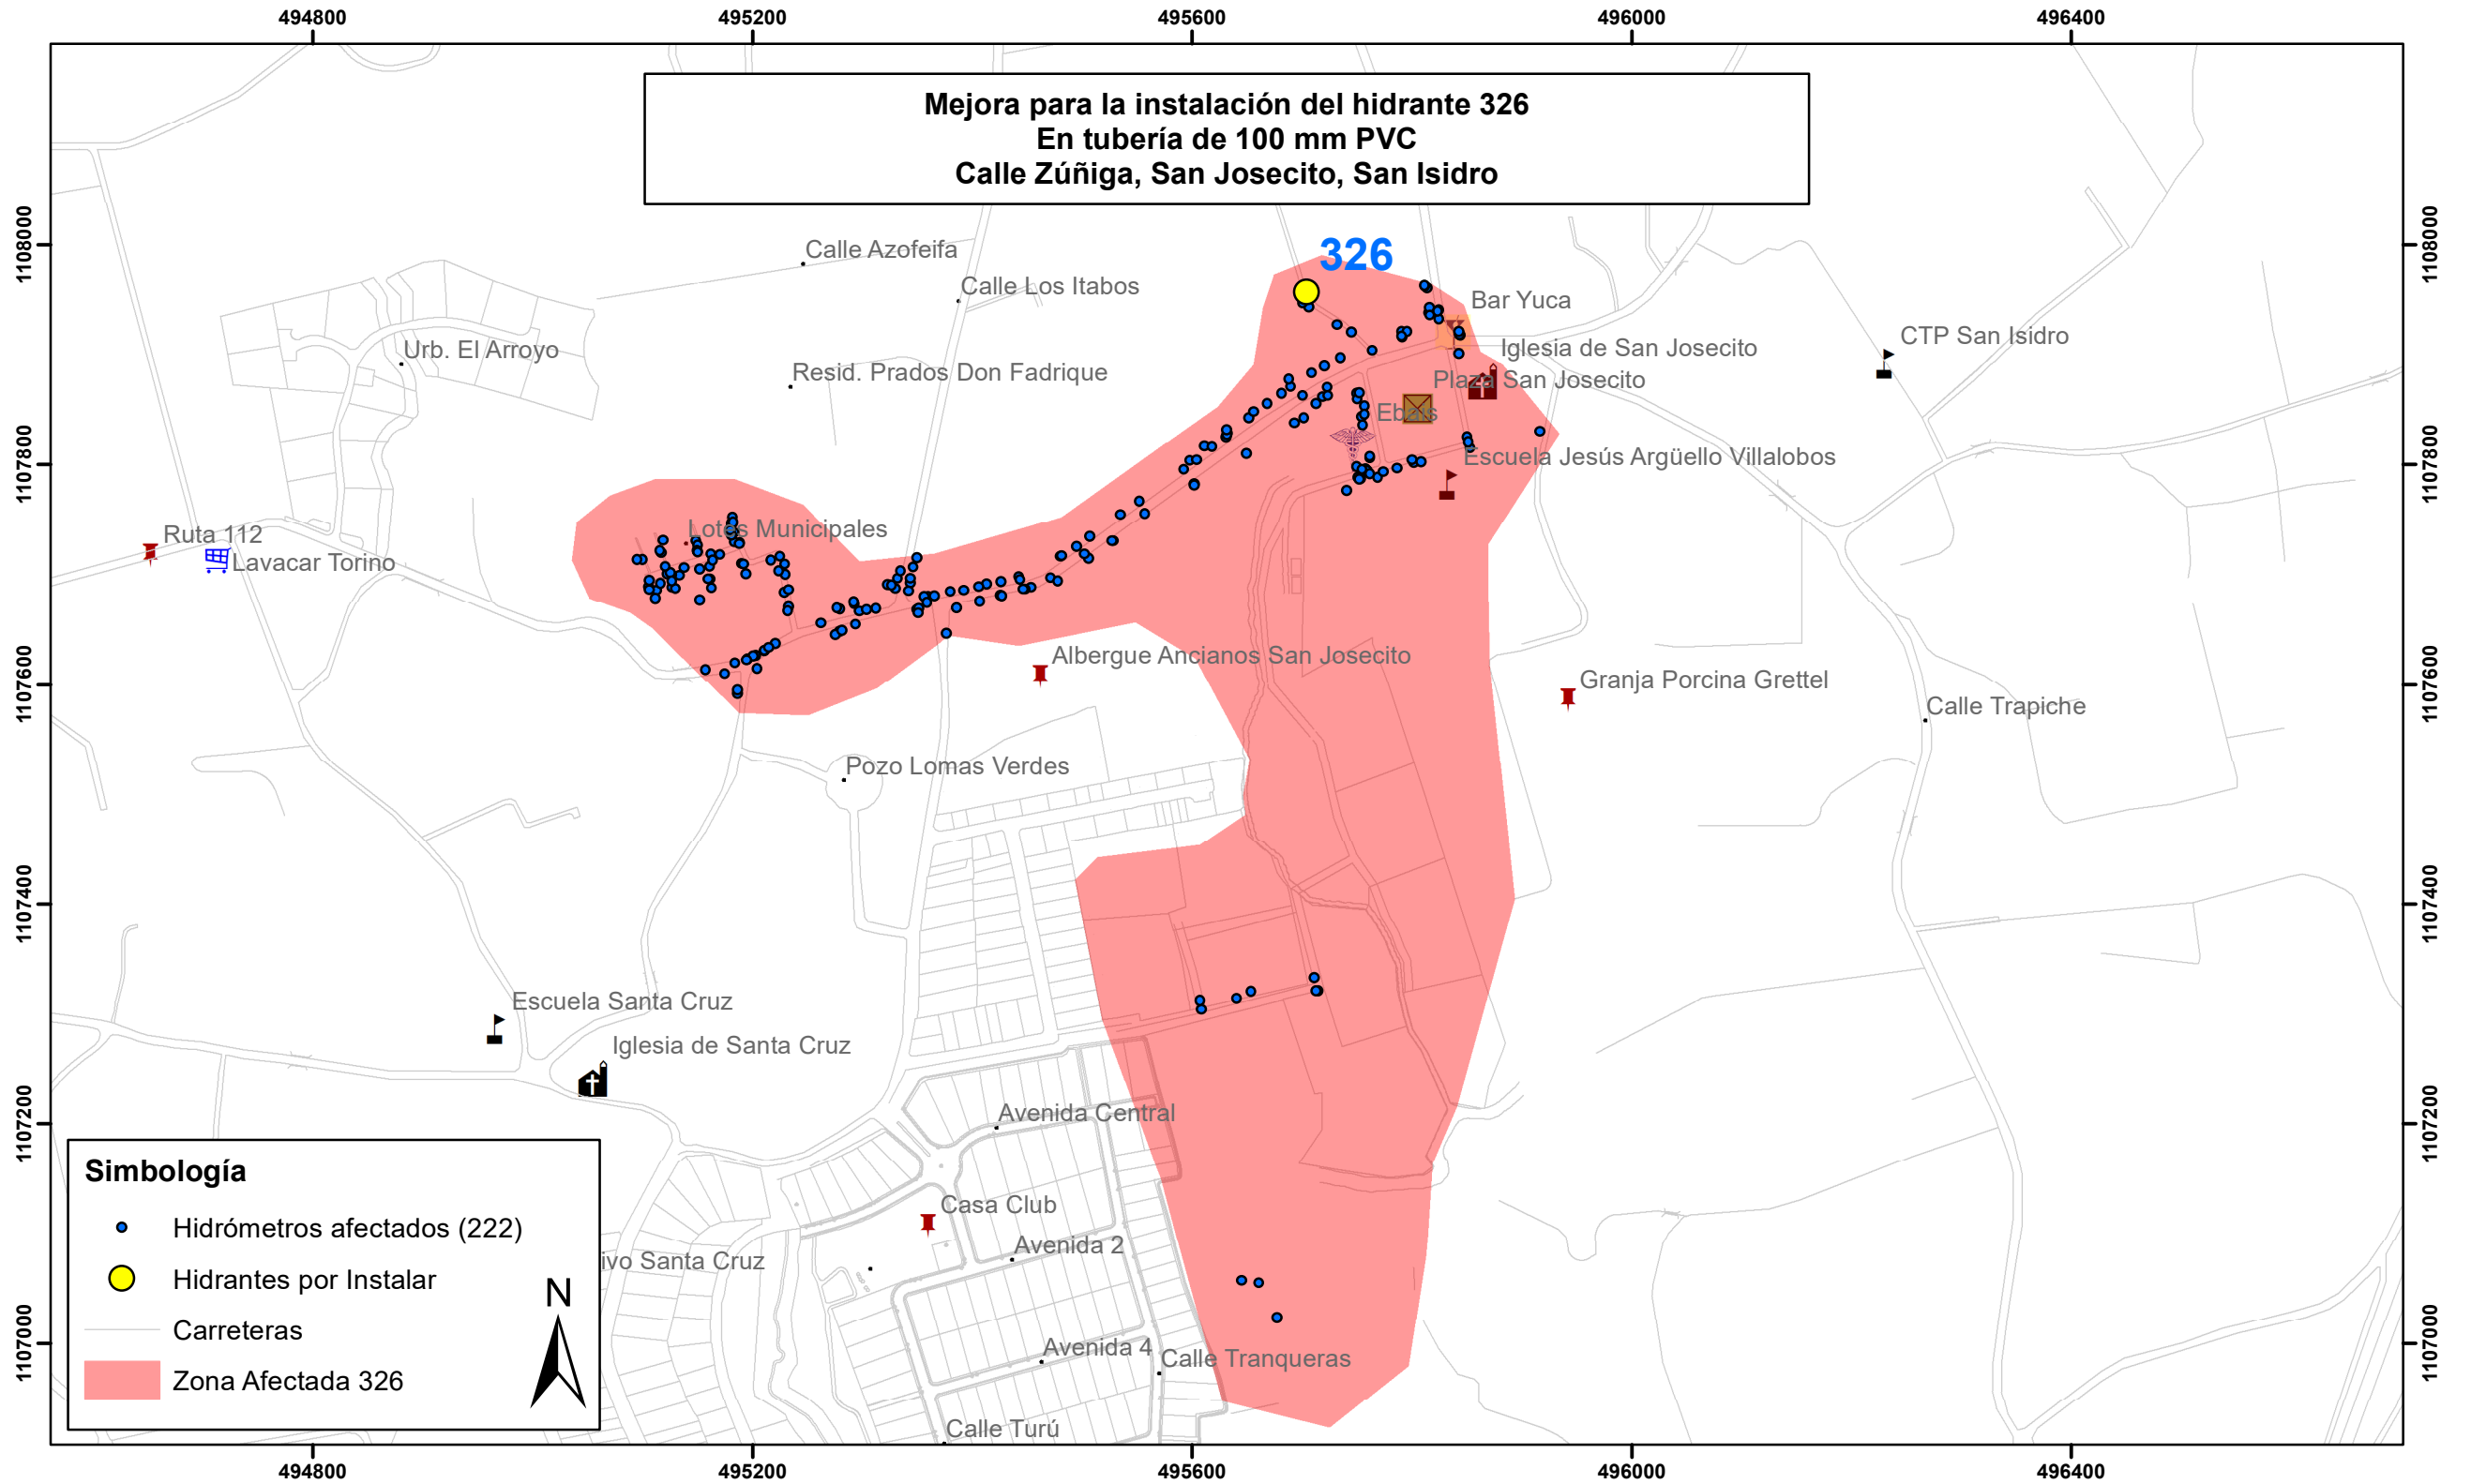 494800
495200
495600
496000
496400
Mejora para la instalación del hidrante 326
En tubería de 100 mm PVC
Calle Zúñiga, San Josecito, San Isidro
1108000
1108000
Calle Azofeifa
326
Calle Los Itabos
Bar Yuca
CTP San Isidro
Urb. El Arroyo
Iglesia de San Josecito
Resid. Prados Don Fadrique
Plaza San Josecito
Ebais
1107800
1107800
Escuela Jesús Argüello Villalobos
Ruta 112
Lotes Municipales
Lavacar Torino
1107600
1107600
Albergue Ancianos San Josecito
Granja Porcina Grettel
Calle Trapiche
Pozo Lomas Verdes
1107400
1107400
Escuela Santa Cruz
Iglesia de Santa Cruz
1107200
1107200
Avenida Central
Casa Club
Avenida 2
ivo Santa Cruz
Avenida 4
Calle Tranqueras
1107000
1107000
Calle Turú
Simbología
Hidrómetros afectados (222)
Hidrantes por Instalar
Carreteras
Zona Afectada 326
N
494800
495200
495600
496000
496400